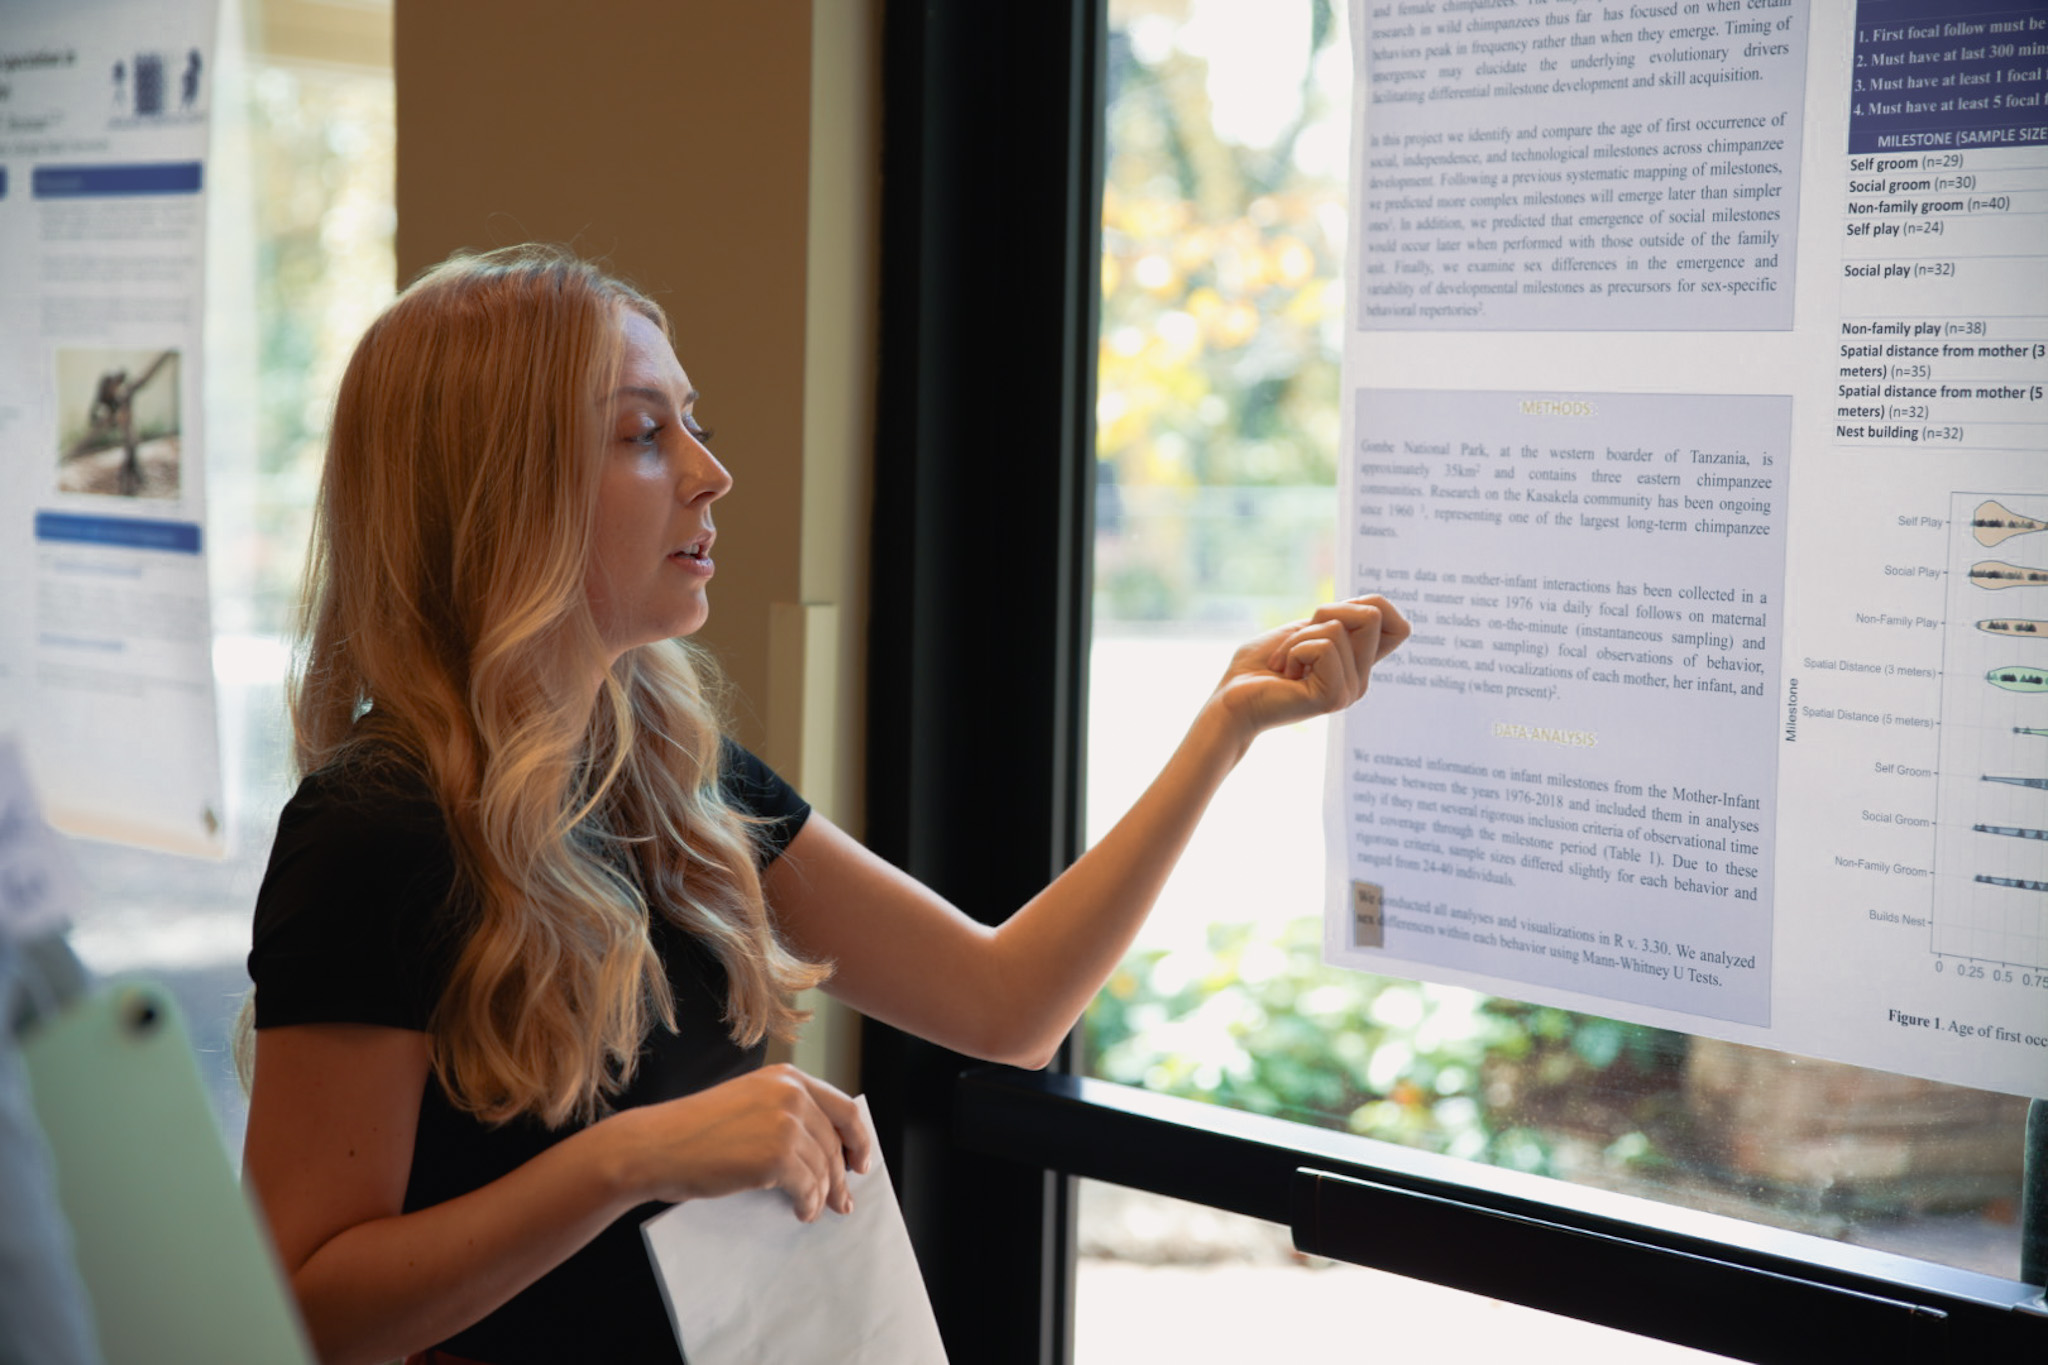 and female chimpanzees. The
research in wild chimpanzees thus far has focused on when certain
behaviors peak in frequency rather than when they emerge. Timing of
emergence may elucidate the underlying evolutionary drivers
facilitating differential milestone development and skill acquisition.
In this project we identify and compare the age of first occurrence of
social, independence, and technological milestones across chimpanzee
development. Following a previous systematic mapping of milestones,
we predicted more complex milestones will emerge later than simpler
ones¹. In addition, we predicted that emergence of social milestones
would occur later when performed with those outside of the family
unit. Finally, we examine sex differences in the emergence and
variability of developmental milestones as precursors for sex-specific
behavioral repertories².
METHODS:
Gombe National Park, at the western boarder of Tanzania, is
approximately 35km² and contains three eastern chimpanzee
communities. Research on the Kasakela community has been ongoing
since 1960 ³, representing one of the largest long-term chimpanzee
datasets.
Long term data on mother-infant interactions has been collected in a
manner since 1976 via daily focal follows on maternal
This includes on-the-minute (instantaneous sampling) and
minute (scan sampling) focal observations of behavior,
locomotion, and vocalizations of each mother, her infant, and
next oldest sibling (when present)².
DATA ANALYSIS:
We extracted information on infant milestones from the Mother-Infant
database between the years 1976-2018 and included them in analyses
only if they met several rigorous inclusion criteria of observational time
and coverage through the milestone period (Table 1). Due to these
rigorous criteria, sample sizes differed slightly for each behavior and
ranged from 24-40 individuals.
We conducted all analyses and visualizations in R v. 3.30. We analyzed
sex differences within each behavior using Mann-Whitney U Tests.
1. First focal follow must be
2. Must have at last 300 min
3. Must have at least 1 focal
4. Must have at least 5 focal
MILESTONE (SAMPLE SIZE
Self groom (n=29)
Social groom (n=30)
Non-family groom (n=40)
Self play (n=24)
Social play (n=32)
Non-family play (n=38)
Spatial distance from mother (3
meters) (n=35)
Spatial distance from mother (5
meters) (n=32)
Nest building (n=32)
Milestone
Self Play
Social Play
Non-Family Play
Spatial Distance (3 meters)
Spatial Distance (5 meters)
Self Groom
Social Groom
Non-Family Groom
Builds Nest
0 0.25 0.5 0.75
Figure 1. Age of first occ